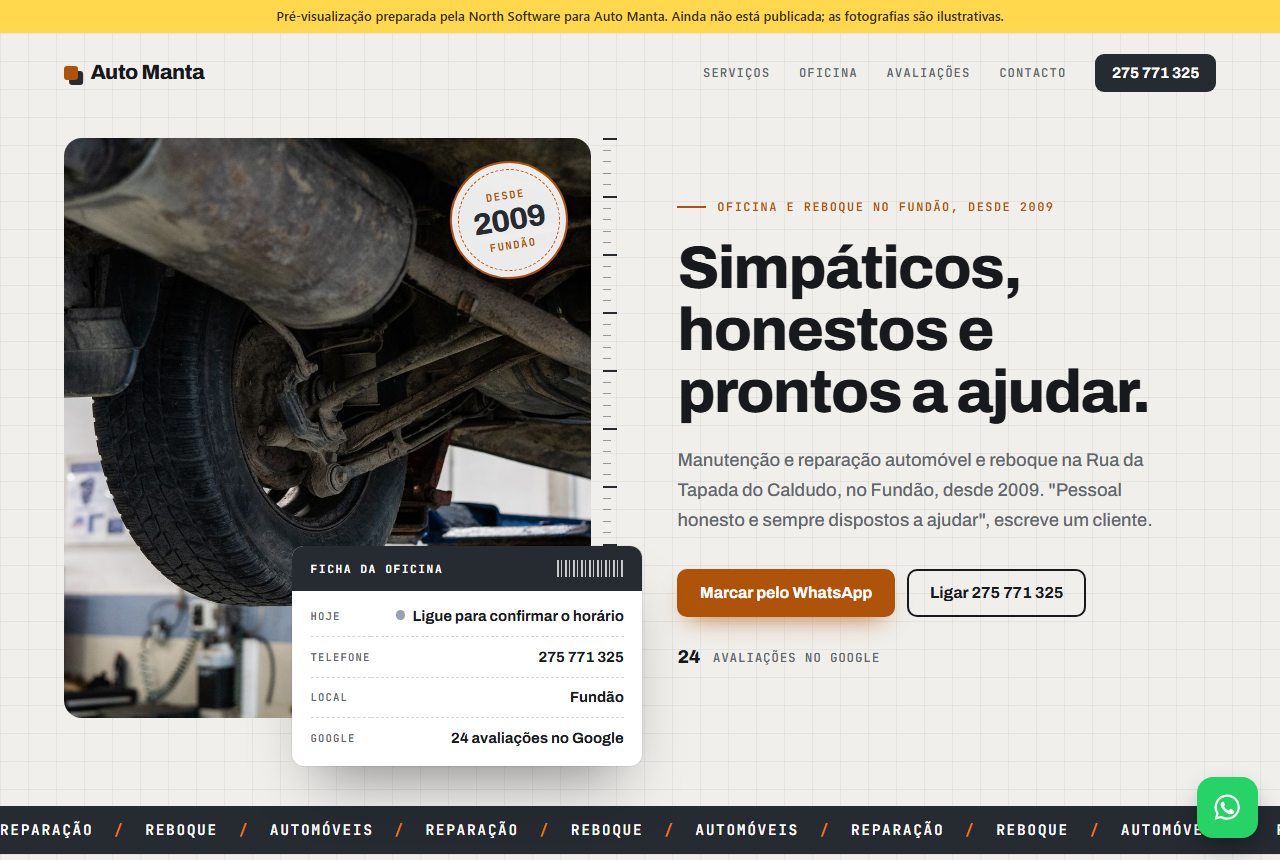 Pré-visualização preparada pela North Software para Auto Manta. Ainda não está publicada; as fotografias são ilustrativas.
Auto Manta
SERVIÇOS OFICINA AVALIAÇÕES CONTACTO 275 771 325
DESDE
2009
FUNDÃO
OFICINA E REBOQUE NO FUNDÃO, DESDE 2009
Simpáticos,
honestos e
prontos a ajudar.
Manutenção e reparação automóvel e reboque na Rua da
Tapada do Caldudo, no Fundão, desde 2009. "Pessoal
honesto e sempre dispostos a ajudar", escreve um cliente.
Marcar pelo WhatsApp Ligar 275 771 325
24 AVALIAÇÕES NO GOOGLE
FICHA DA OFICINA
HOJE Ligue para confirmar o horário
TELEFONE 275 771 325
LOCAL Fundão
GOOGLE 24 avaliações no Google
REPARAÇÃO / REBOQUE / AUTOMÓVEIS / REPARAÇÃO / REBOQUE / AUTOMÓVEIS / REPARAÇÃO / REBOQUE /